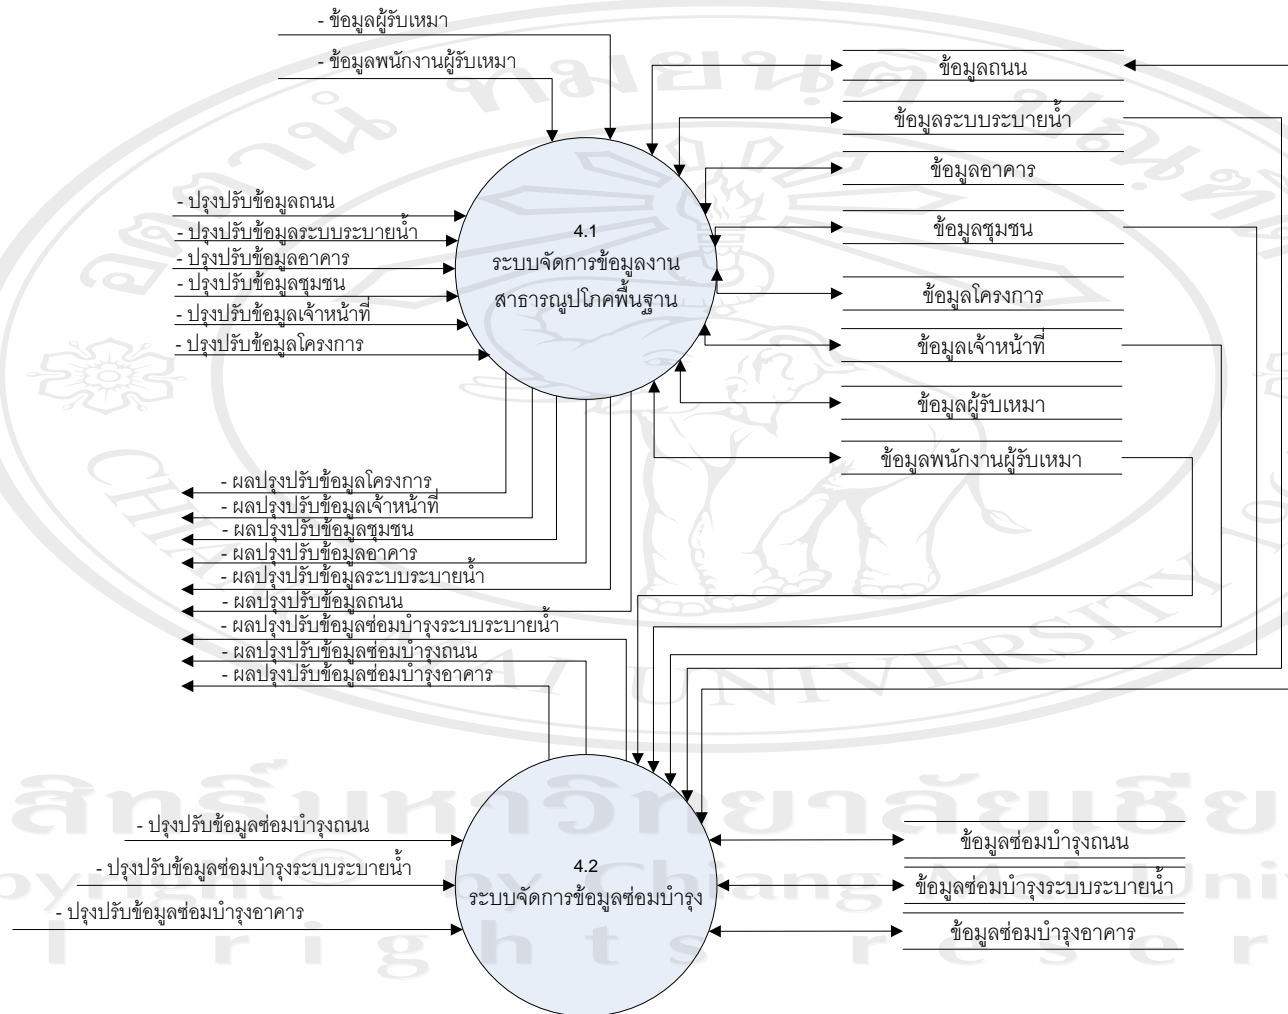 - ข้อมูลผู้รับเหมา
- ข้อมูลพนักงานผู้รับเหมา
ข้อมูลถนน
ข้อมูลระบบระบายน้ำ
ข้อมูลอาคาร
ข้อมูลชุมชน
ข้อมูลโครงการ
ข้อมูลเจ้าหน้าที่
ข้อมูลผู้รับเหมา
ข้อมูลพนักงานผู้รับเหมา
- ปรุงปรับข้อมูลถนน
- ปรุงปรับข้อมูลระบบระบายน้ำ
- ปรุงปรับข้อมูลอาคาร
- ปรุงปรับข้อมูลชุมชน
- ปรุงปรับข้อมูลเจ้าหน้าที่
- ปรุงปรับข้อมูลโครงการ
4.1
ระบบจัดการข้อมูลงาน
สาธารณูปโภคพื้นฐาน
- ผลปรุงปรับข้อมูลโครงการ
- ผลปรุงปรับข้อมูลเจ้าหน้าที่
- ผลปรุงปรับข้อมูลชุมชน
- ผลปรุงปรับข้อมูลอาคาร
- ผลปรุงปรับข้อมูลระบบระบายน้ำ
- ผลปรุงปรับข้อมูลถนน
- ผลปรุงปรับข้อมูลซ่อมบำรุงระบบระบายน้ำ
- ผลปรุงปรับข้อมูลซ่อมบำรุงถนน
- ผลปรุงปรับข้อมูลซ่อมบำรุงอาคาร
- ปรุงปรับข้อมูลซ่อมบำรุงถนน
- ปรุงปรับข้อมูลซ่อมบำรุงระบบระบายน้ำ
- ปรุงปรับข้อมูลซ่อมบำรุงอาคาร
4.2
ระบบจัดการข้อมูลซ่อมบำรุง
ข้อมูลซ่อมบำรุงถนน
ข้อมูลซ่อมบำรุงระบบระบายน้ำ
ข้อมูลซ่อมบำรุงอาคาร
สิทธิ์มหาวิทยาลัยเชีย
by Chiang Mai Uni
rights reser